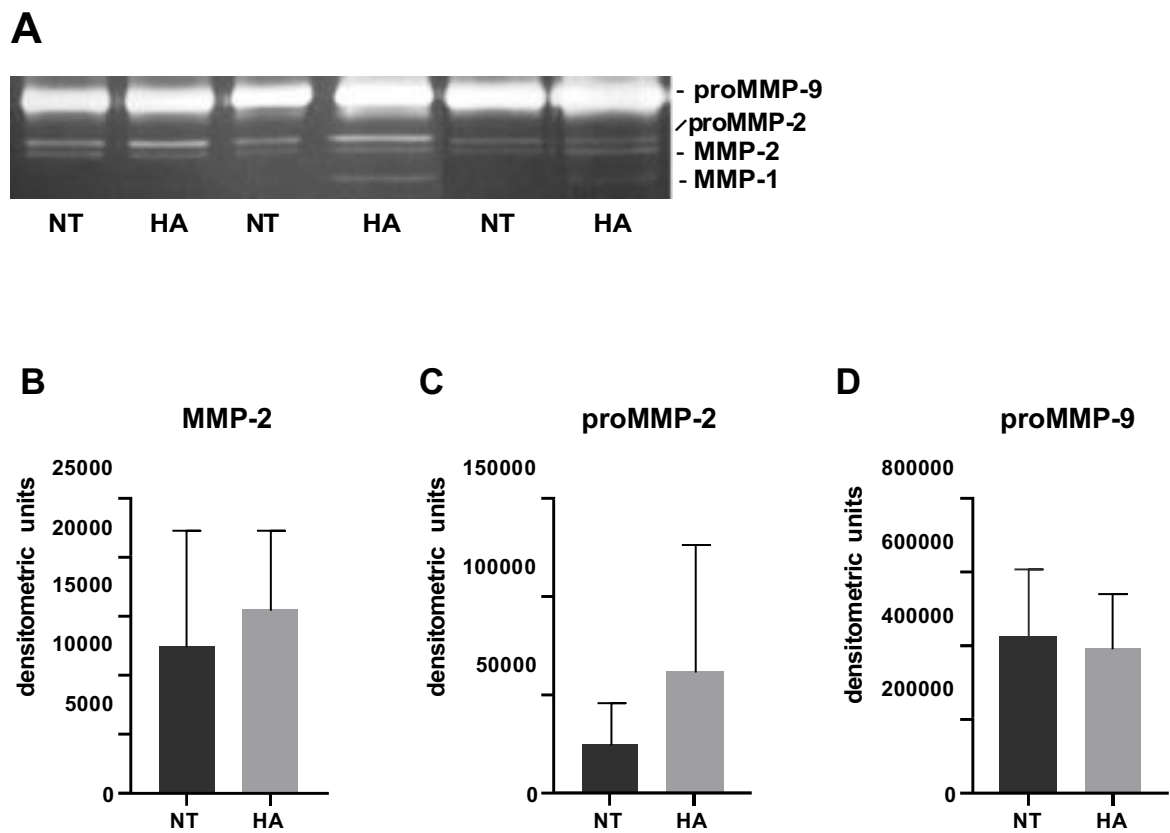 A
- proMMP-9
proMMP-2
- MMP-2
- MMP-1
NT HA NT HA NT HA
B
MMP-2
densitometric units
25000
20000
15000
10000
5000
0
NT HA
C
proMMP-2
densitometric units
150000
100000
50000
0
NT HA
D
proMMP-9
densitometric units
800000
600000
400000
200000
0
NT HA